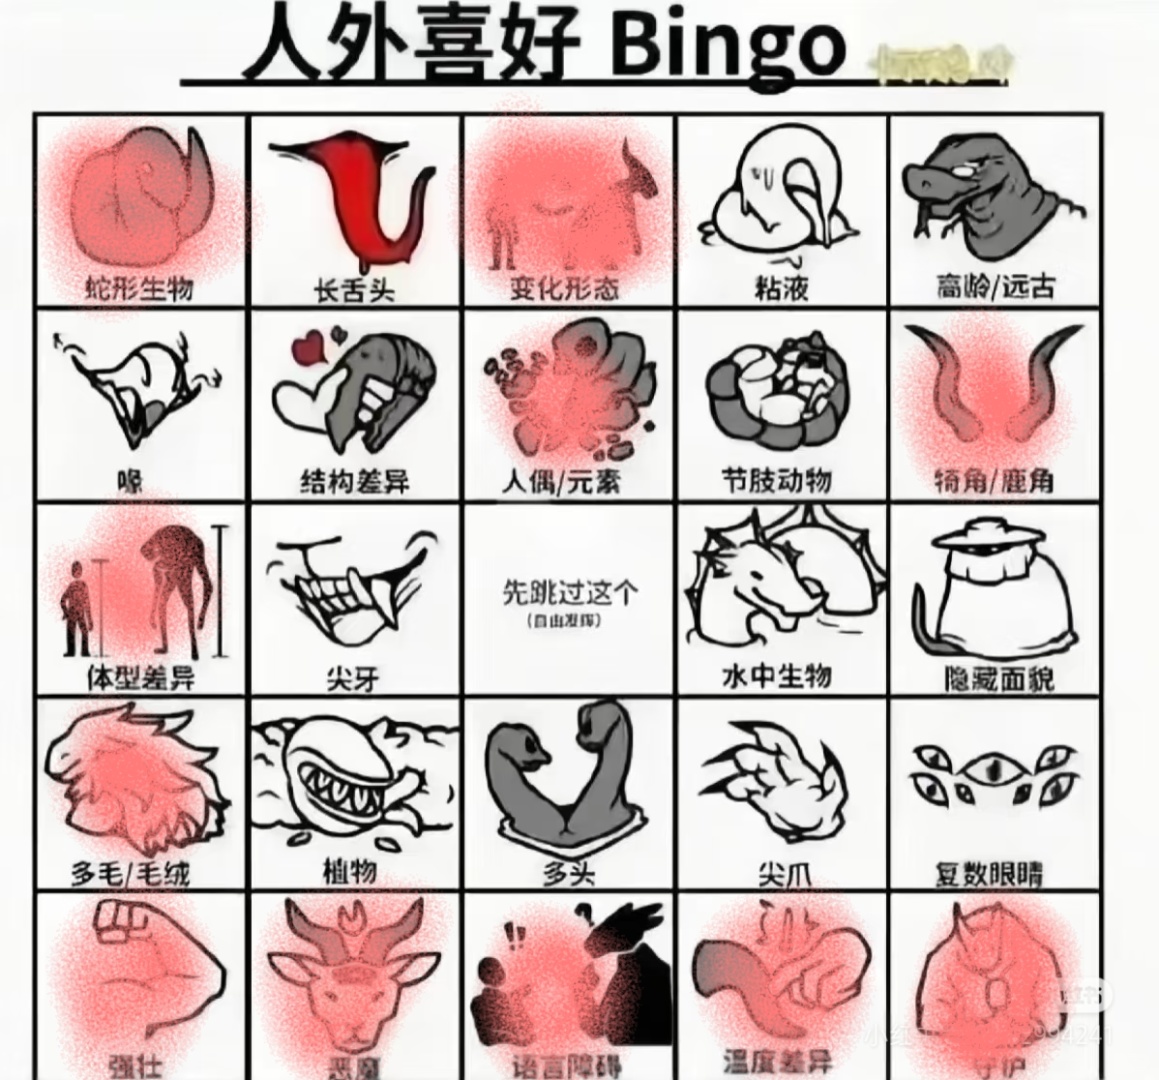 人外喜好 Bingo
蛇形生物
长舌头
变化形态
粘液
高龄/远古
喙
结构差异
人偶/元素
节肢动物
犄角/鹿角
体型差异
尖牙
先跳过这个
(自由发挥)
水中生物
隐藏面貌
多毛/毛绒
植物
多头
尖爪
复数眼睛
强壮
恶魔
语言障碍
温度差异
守护